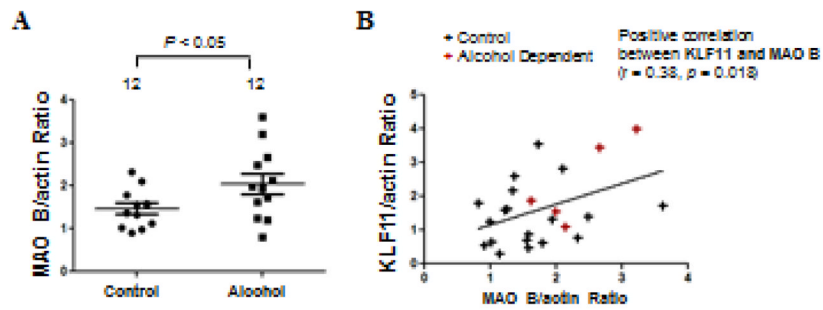 A
P < 0.05
12 12
MAO B/actin Ratio
4
3
2
1
0
Control Alcohol
B
Control
Alcohol Dependent
Positive correlation
between KLF11 and MAO B
(r = 0.38, p = 0.018)
KLF11/actin Ratio
5
4
3
2
1
0
0 1 2 3 4
MAO B/actin Ratio